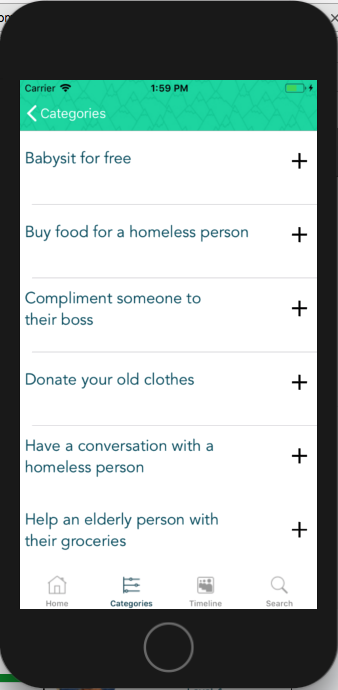 Carrier 1:59 PM
Categories
Babysit for free
Buy food for a homeless person
Compliment someone to
their boss
Donate your old clothes
Have a conversation with a
homeless person
Help an elderly person with
their groceries
Home Categories Timeline Search